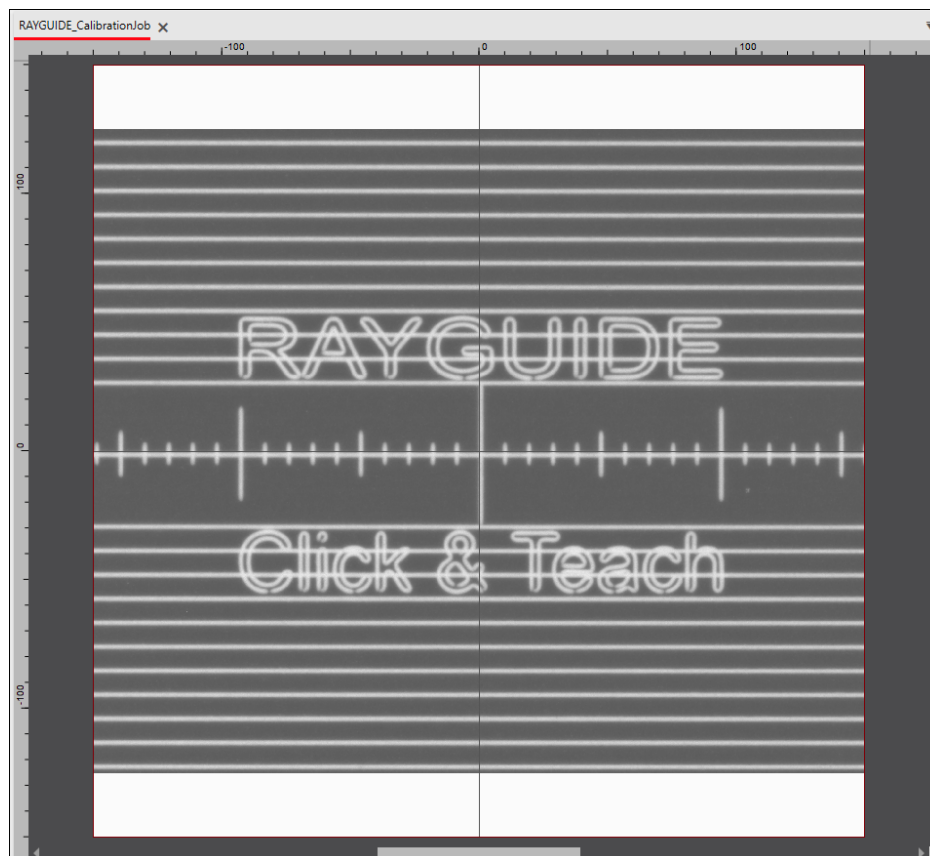 RAYGUIDE_CalibrationJob
-100 0 100
100
RAYGUIDE
0
Click & Teach
-100